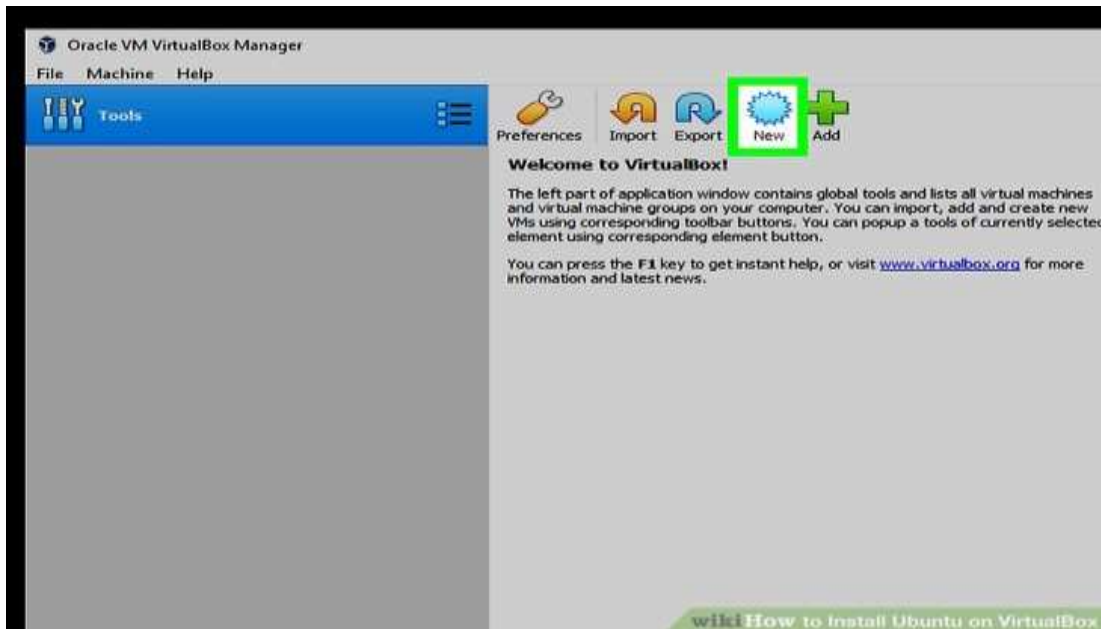 Oracle VM VirtualBox Manager
File Machine Help
Tools
Preferences Import Export New Add
Welcome to VirtualBox!
The left part of application window contains global tools and lists all virtual machines
and virtual machine groups on your computer. You can import, add and create new
VMs using corresponding toolbar buttons. You can popup a tools of currently selected
element using corresponding element button.
You can press the F1 key to get instant help, or visit www.virtualbox.org for more
information and latest news.
wikiHow to Install Ubuntu on VirtualBox